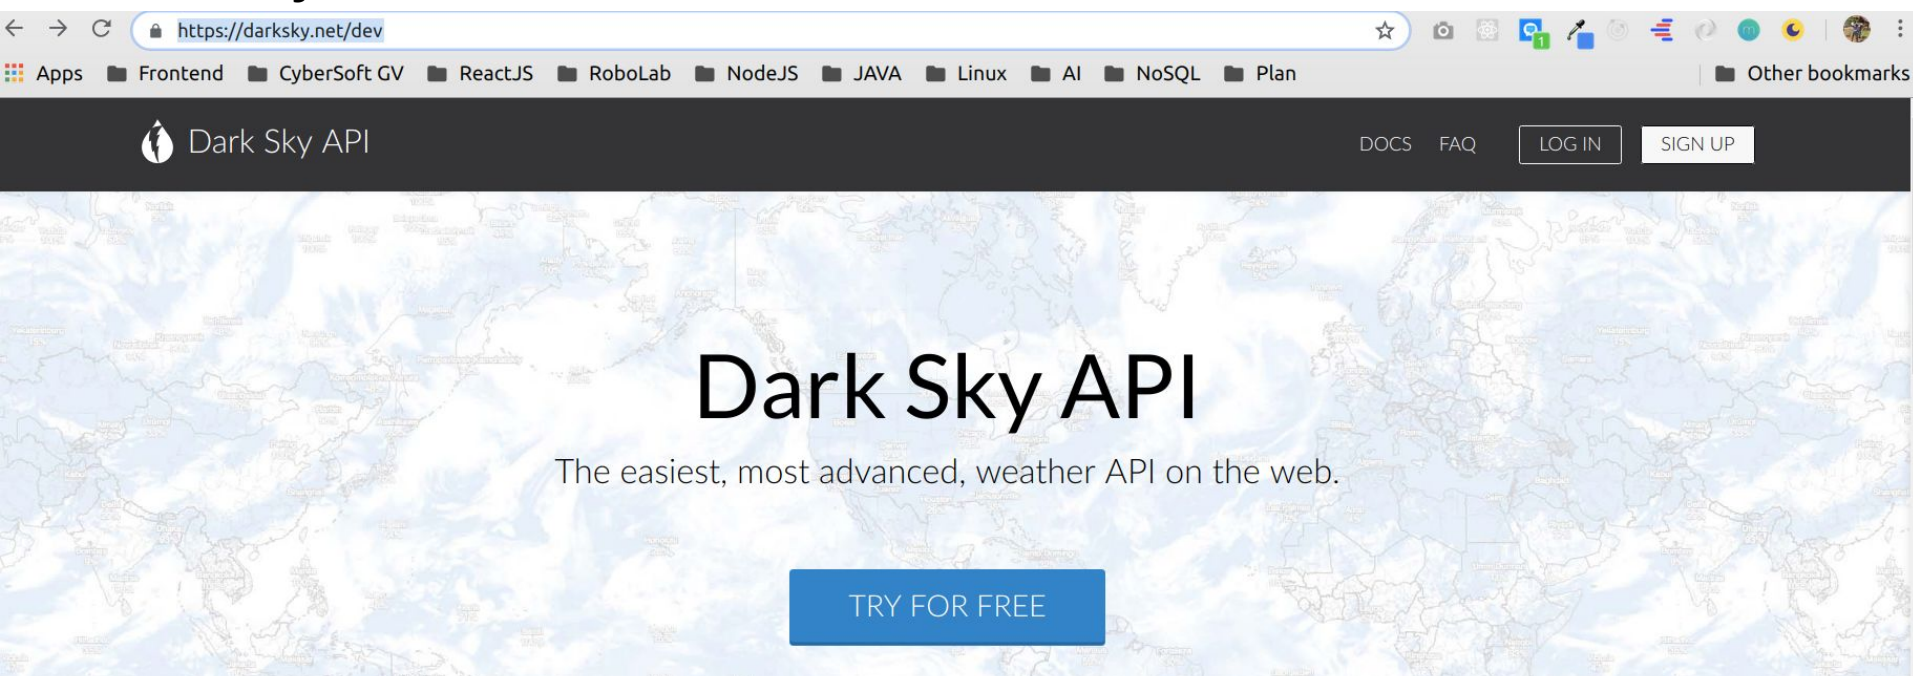 https://darksky.net/dev
1
Apps Frontend CyberSoft GV ReactJS RoboLab NodeJS JAVA Linux AI NoSQL Plan Other bookmarks
Dark Sky API DOCS FAQ LOG IN SIGN UP
Dark Sky API
The easiest, most advanced, weather API on the web.
TRY FOR FREE